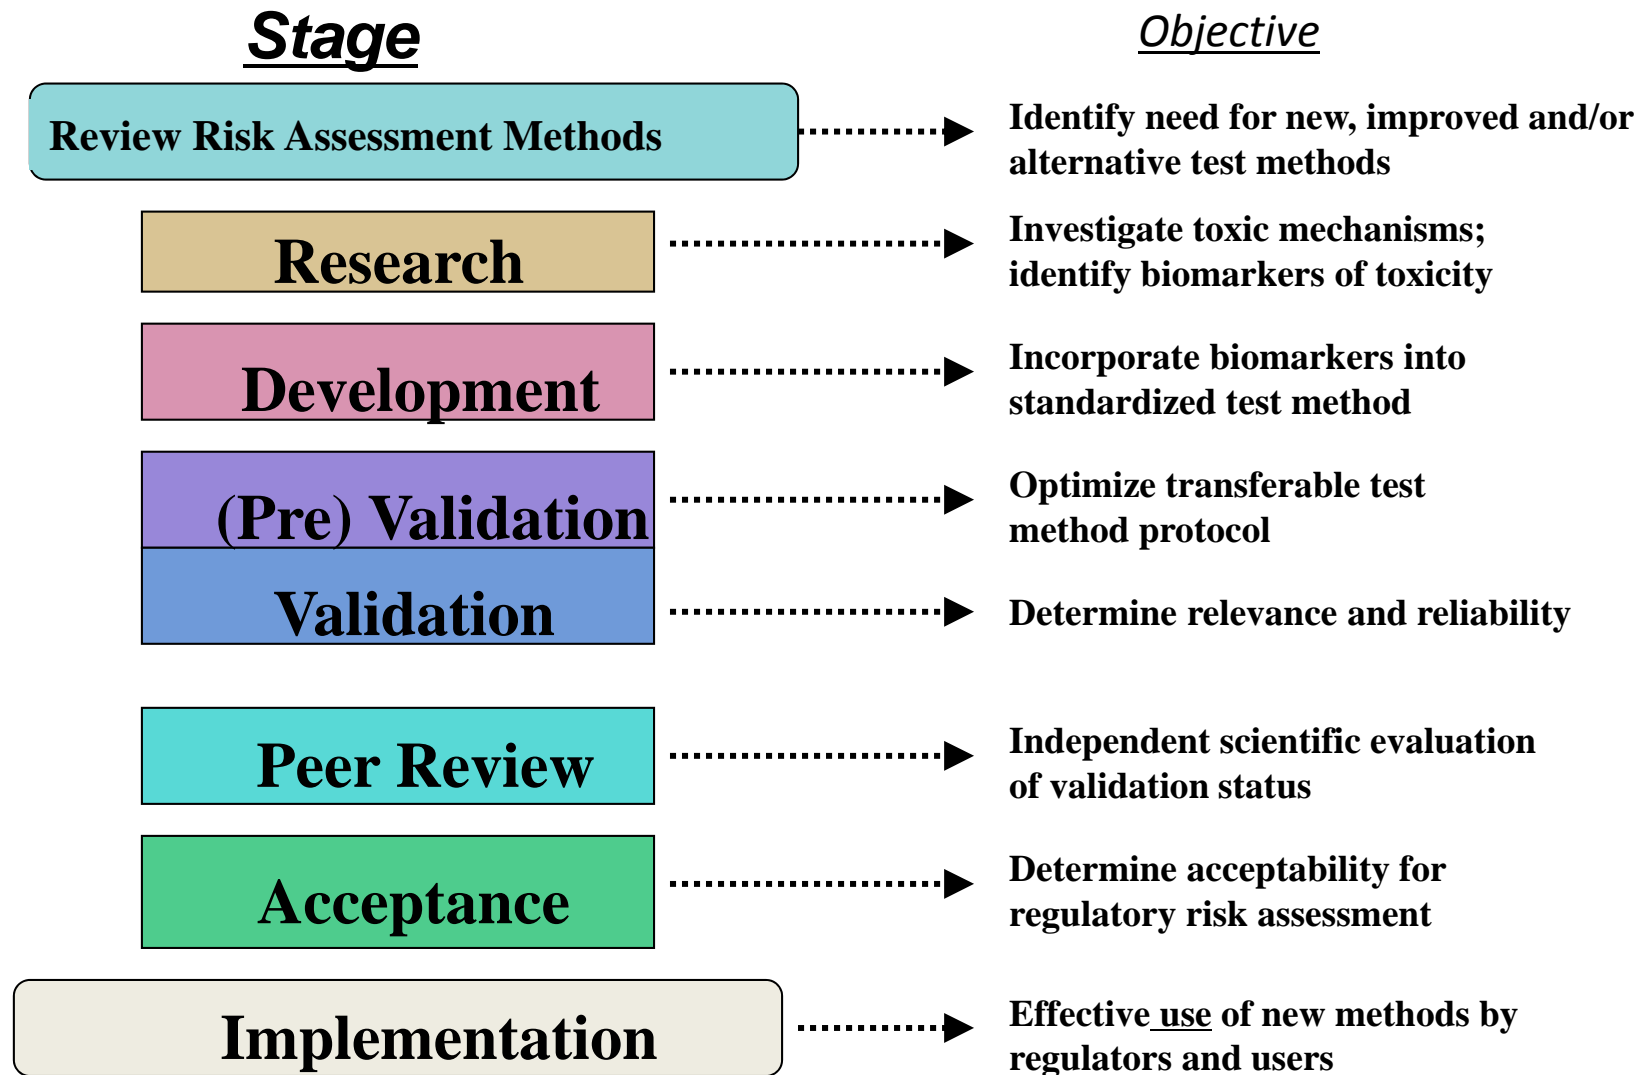 Stage
Objective
Review Risk Assessment Methods
Identify need for new, improved and/or
alternative test methods
Research
Investigate toxic mechanisms;
identify biomarkers of toxicity
Development
Incorporate biomarkers into
standardized test method
(Pre) Validation
Optimize transferable test
method protocol
Validation
Determine relevance and reliability
Peer Review
Independent scientific evaluation
of validation status
Acceptance
Determine acceptability for
regulatory risk assessment
Implementation
Effective use of new methods by
regulators and users